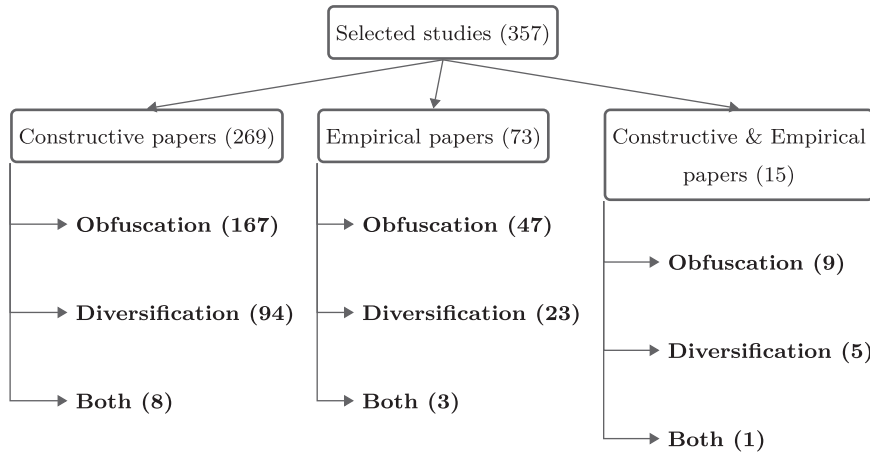 Selected studies (357)
Constructive papers (269)
Obfuscation (167)
Diversification (94)
Both (8)
Empirical papers (73)
Obfuscation (47)
Diversification (23)
Both (3)
Constructive & Empirical
papers (15)
Obfuscation (9)
Diversification (5)
Both (1)